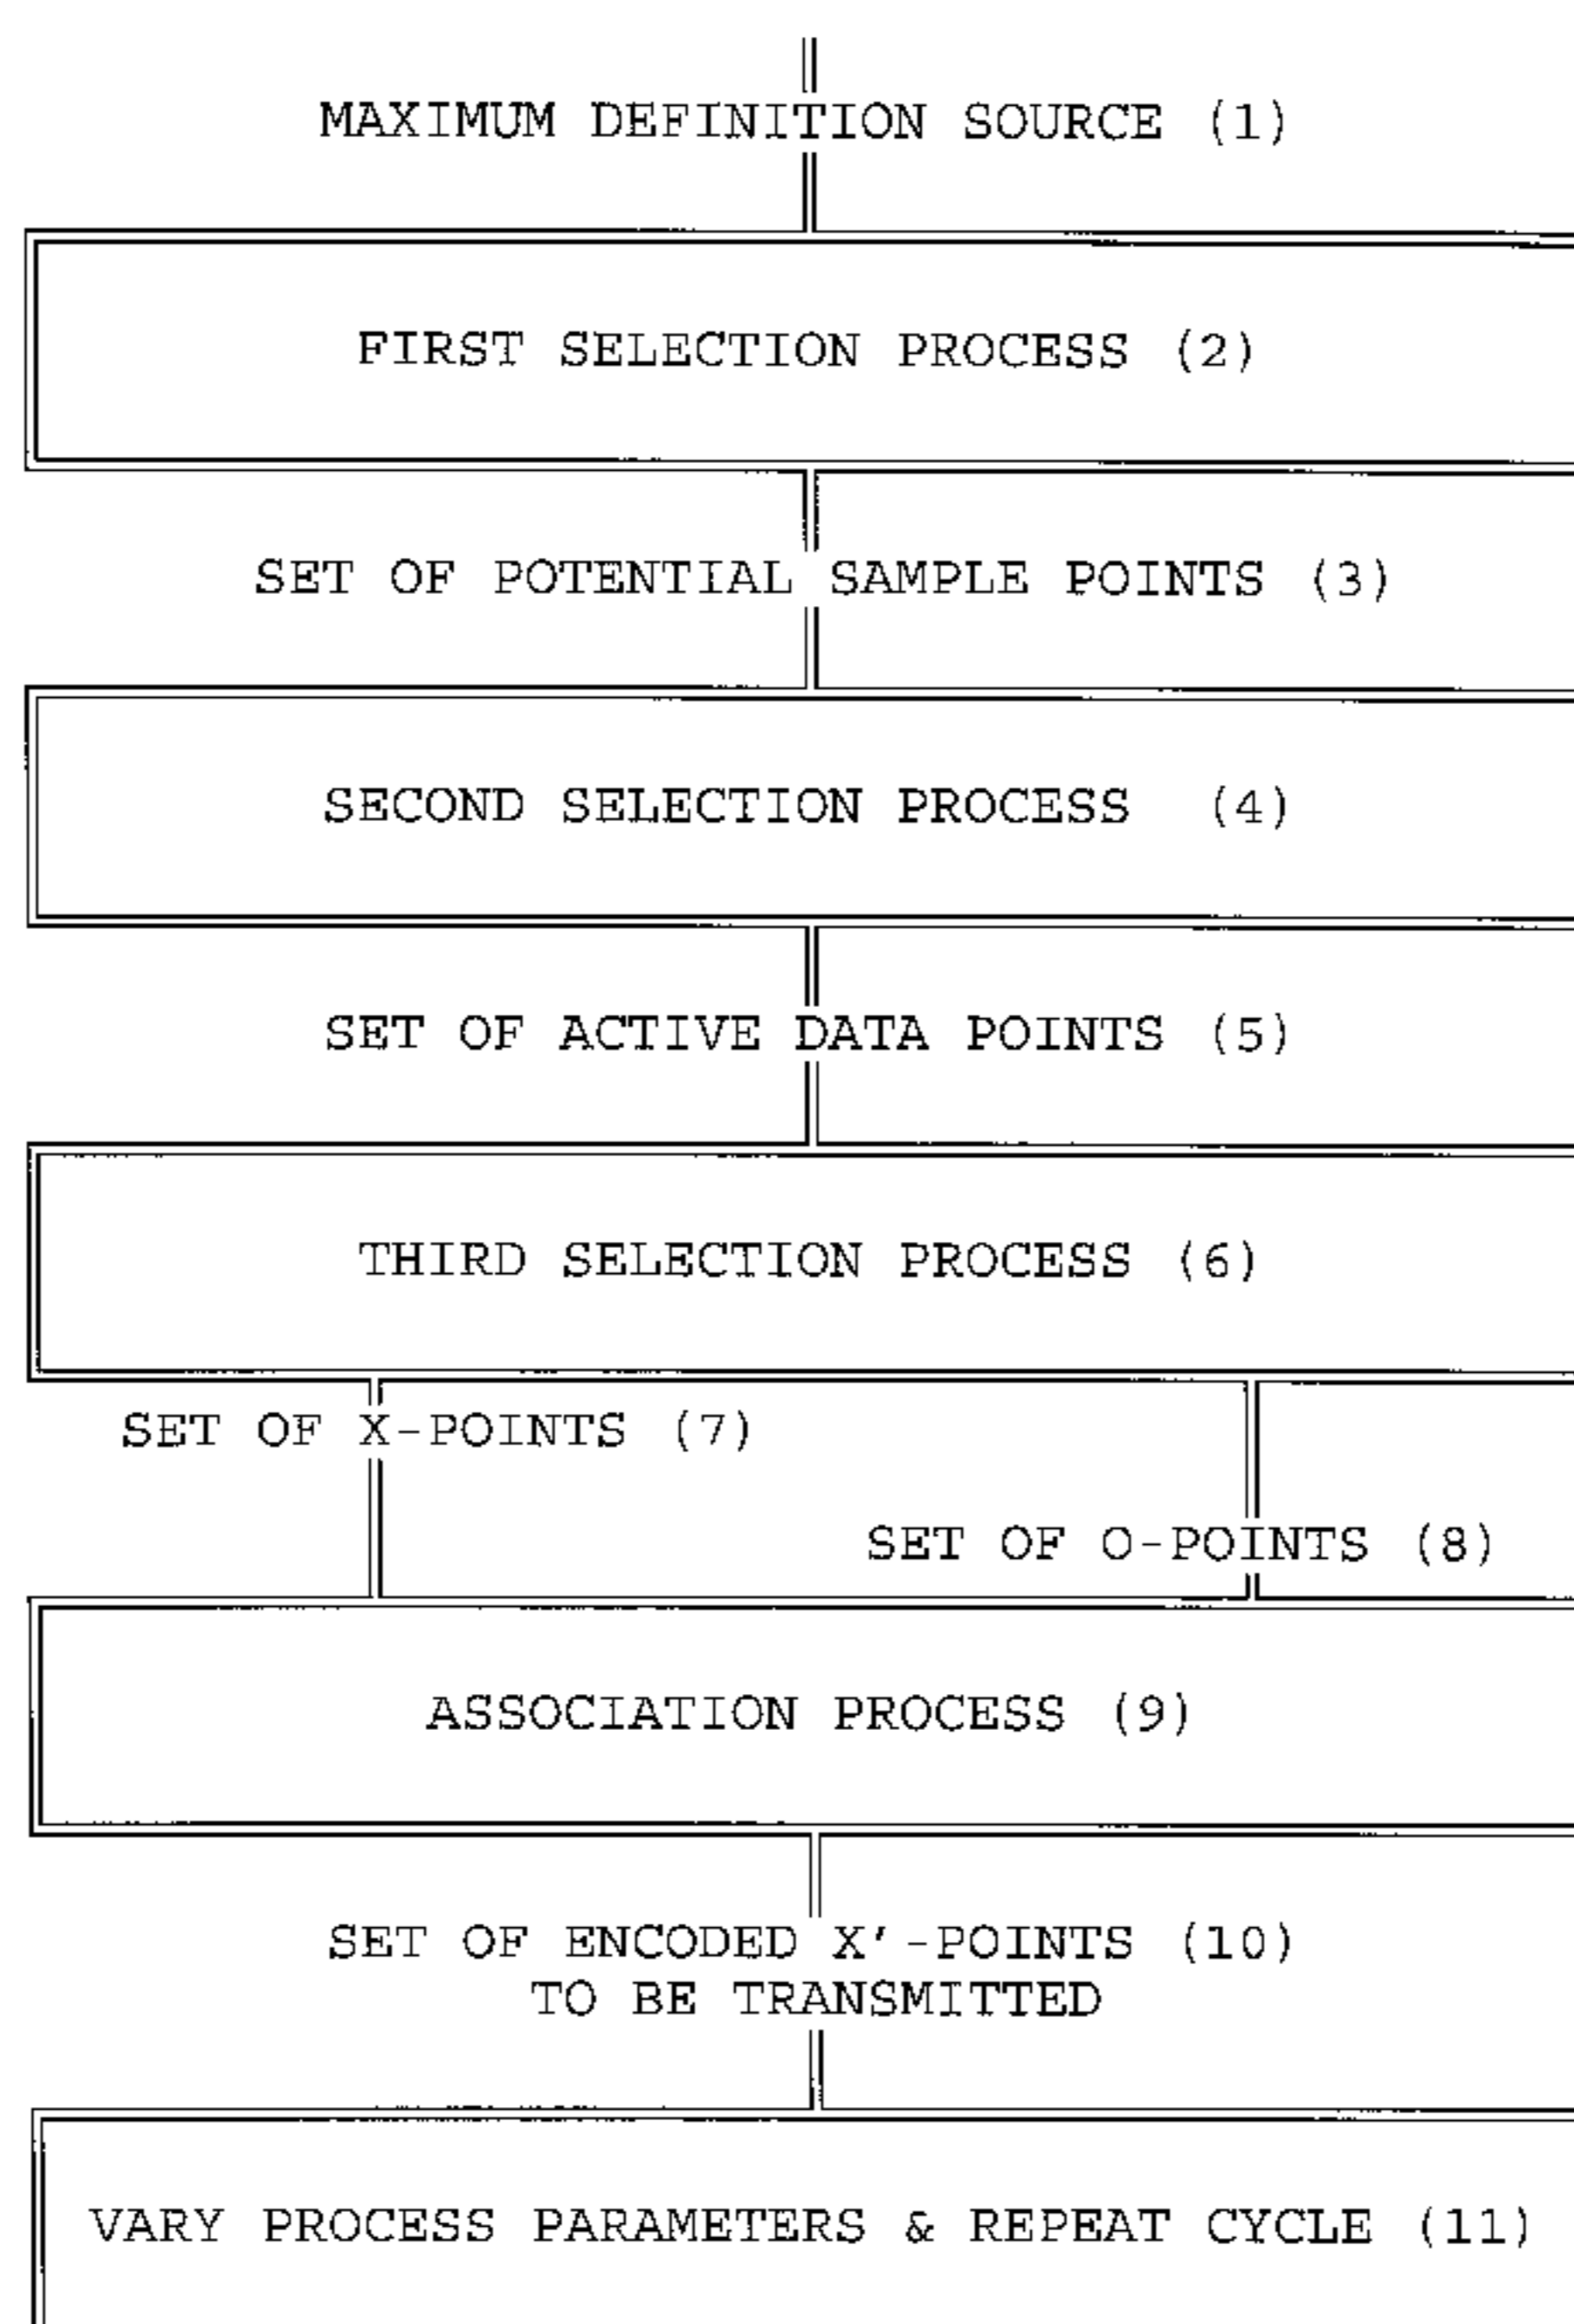 MAXIMUM DEFINITION SOURCE (1)
FIRST SELECTION PROCESS (2)
SET OF POTENTIAL SAMPLE POINTS (3)
SECOND SELECTION PROCESS (4)
SET OF ACTIVE DATA POINTS (5)
THIRD SELECTION PROCESS (6)
SET OF X-POINTS (7)
SET OF O-POINTS (8)
ASSOCIATION PROCESS (9)
SET OF ENCODED X'-POINTS (10)
TO BE TRANSMITTED
VARY PROCESS PARAMETERS & REPEAT CYCLE (11)